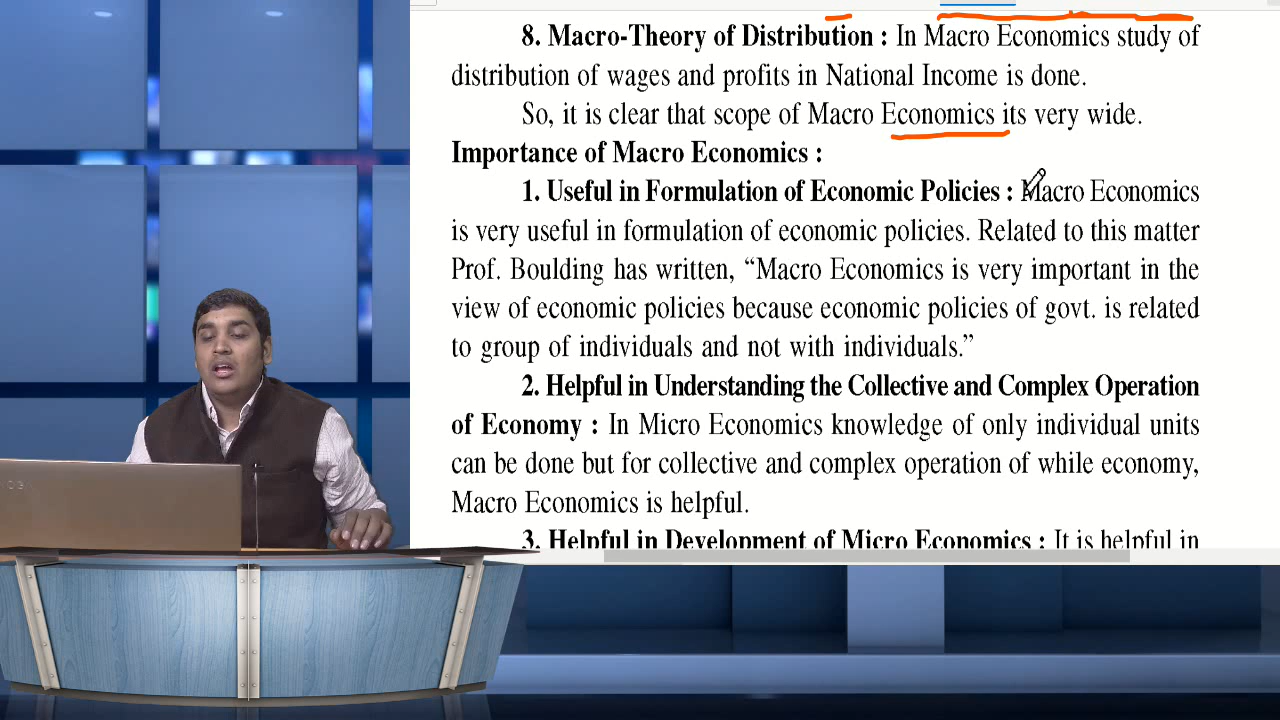 8. Macro-Theory of Distribution : In Macro Economics study of
distribution of wages and profits in National Income is done.
So, it is clear that scope of Macro Economics its very wide.
Importance of Macro Economics :
1. Useful in Formulation of Economic Policies : Macro Economics
is very useful in formulation of economic policies. Related to this matter
Prof. Boulding has written, “Macro Economics is very important in the
view of economic policies because economic policies of govt. is related
to group of individuals and not with individuals.”
2. Helpful in Understanding the Collective and Complex Operation
of Economy : In Micro Economics knowledge of only individual units
can be done but for collective and complex operation of while economy,
Macro Economics is helpful.
3. Helpful in Development of Micro Economics : It is helpful in